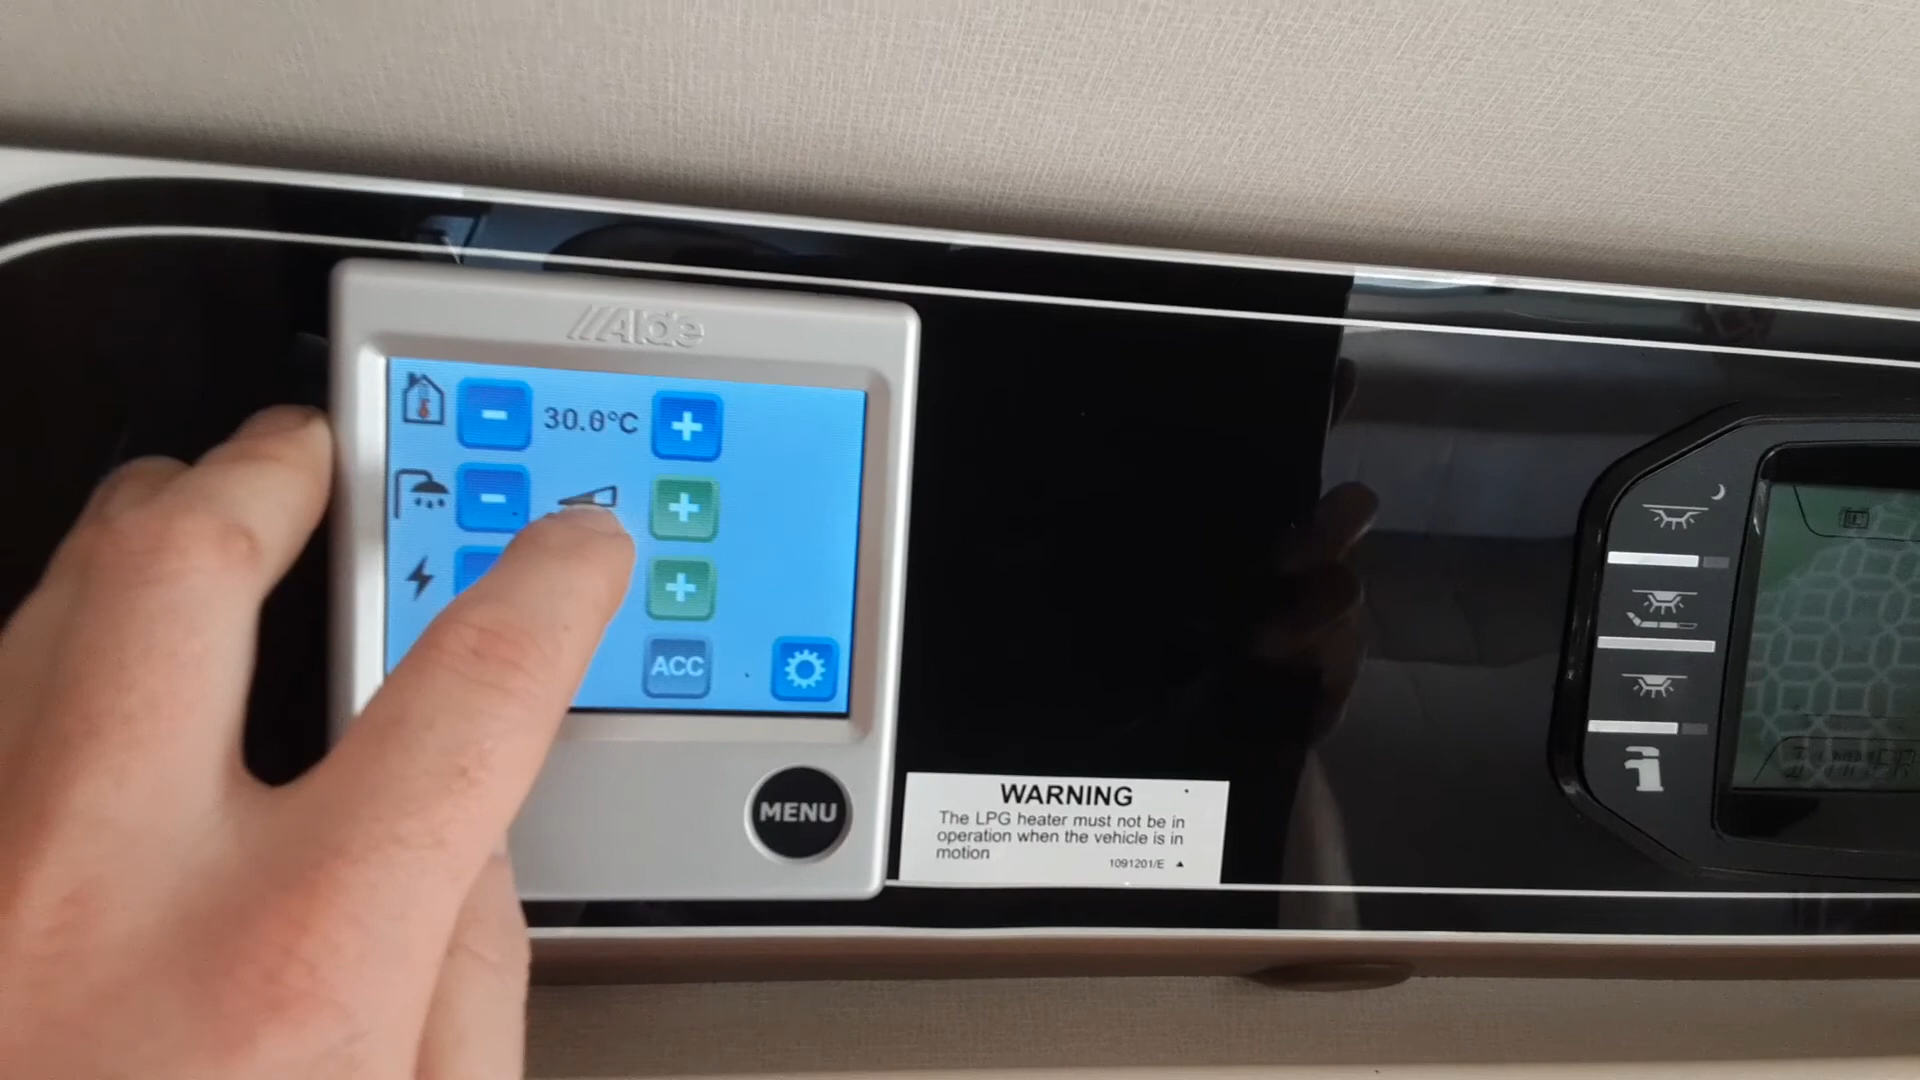 Alde
30.0°C
ACC
MENU
WARNING
The LPG heater must not be in
operation when the vehicle is in
motion
1091201/E